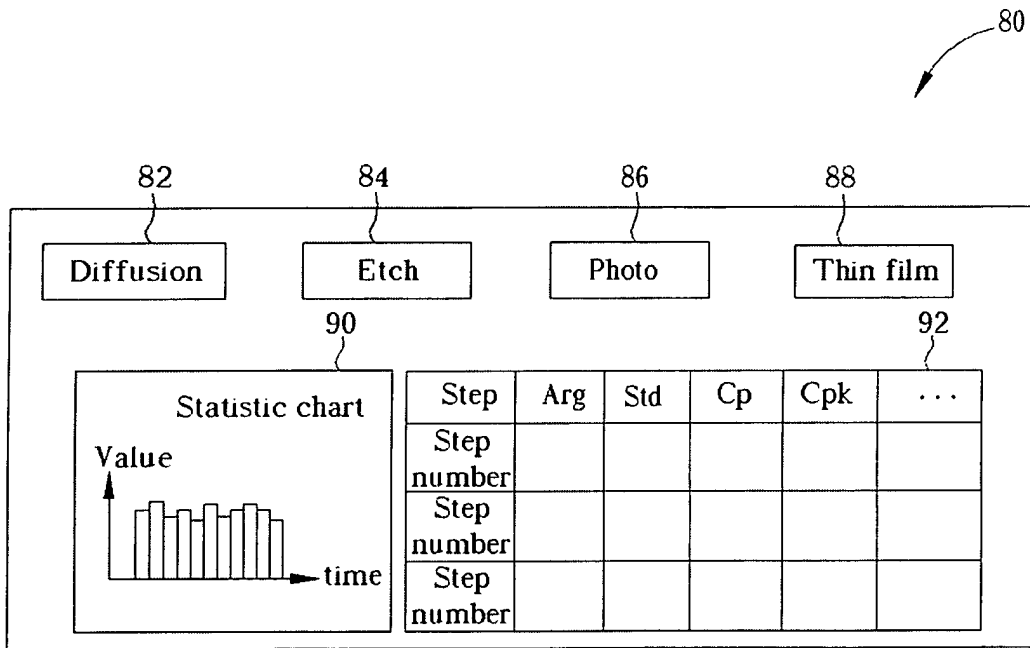 80
82 84 86 88
Diffusion Etch Photo Thin film
90 92
Statistic chart
Value
time
Step Arg Std Cp Cpk ...
Step
number
Step
number
Step
number